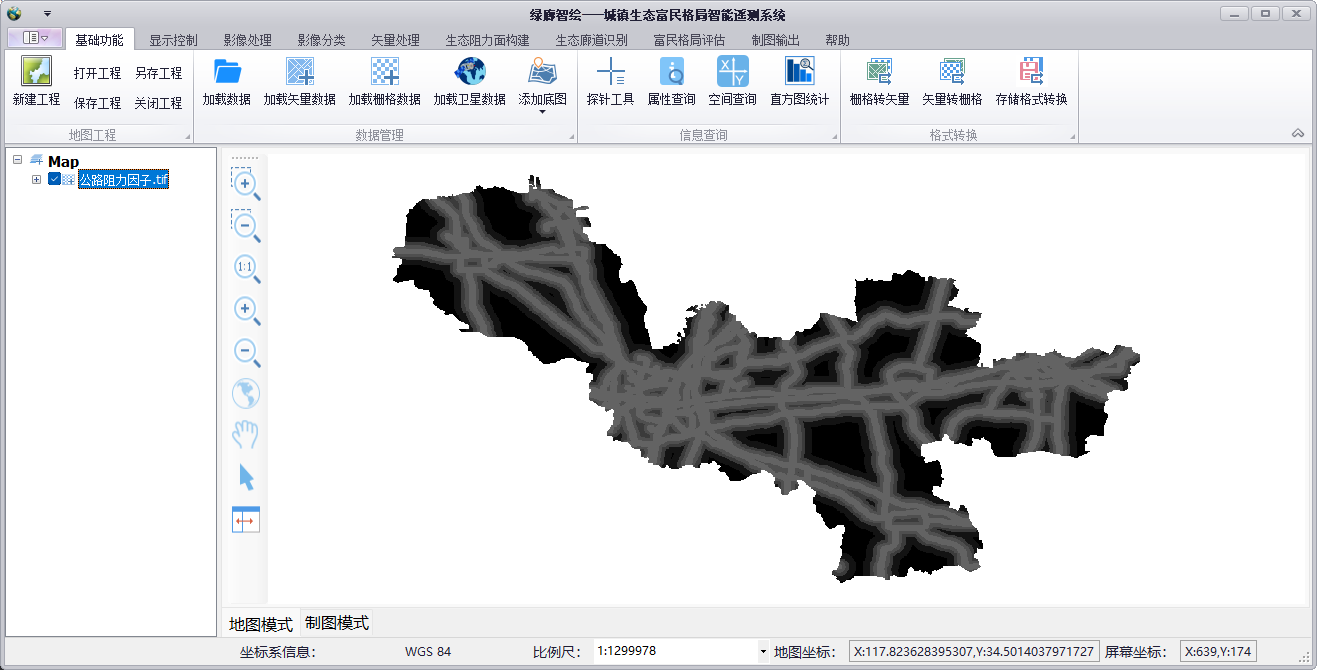 绿廊智绘——城镇生态富民格局智能遥测系统
基础功能 显示控制 影像处理 影像分类 矢量处理 生态阻力面构建 生态廊道识别 富民格局评估 制图输出 帮助
新建工程 打开工程 另存工程 保存工程 关闭工程 加载数据 加载矢量数据 加载栅格数据 加载卫星数据 添加底图 探针工具 属性查询 空间查询 直方图统计 栅格转矢量 矢量转栅格 存储格式转换
地图工程 数据管理 信息查询 格式转换
Map
公路阻力因子.tif
1:1
地图模式 制图模式
坐标系信息: WGS 84 比例尺: 1:1299978 地图坐标: X:117.823628395307,Y:34.5014037971727 屏幕坐标: X:639,Y:174